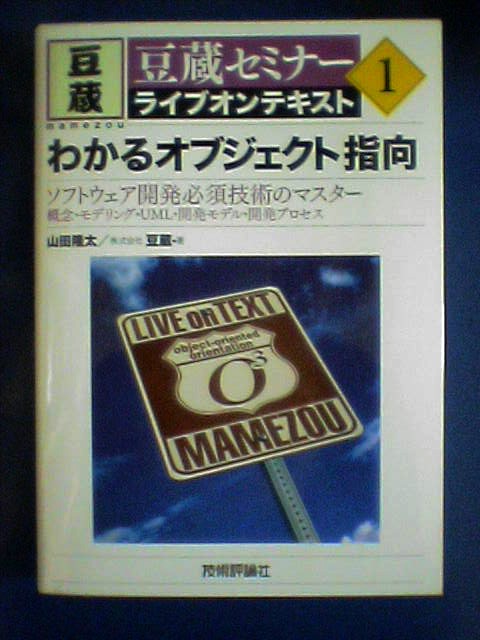 豆蔵
mamezou
豆蔵セミナー
ライブオンテキスト
1
わかるオブジェクト指向
ソフトウェア開発必須技術のマスター
概念・モデリング・UML・開発モデル・開発プロセス
山田隆太／株式会社 豆蔵・著
LIVE on TEXT
object-oriented
orientation
O3
MAMEZOU
技術評論社